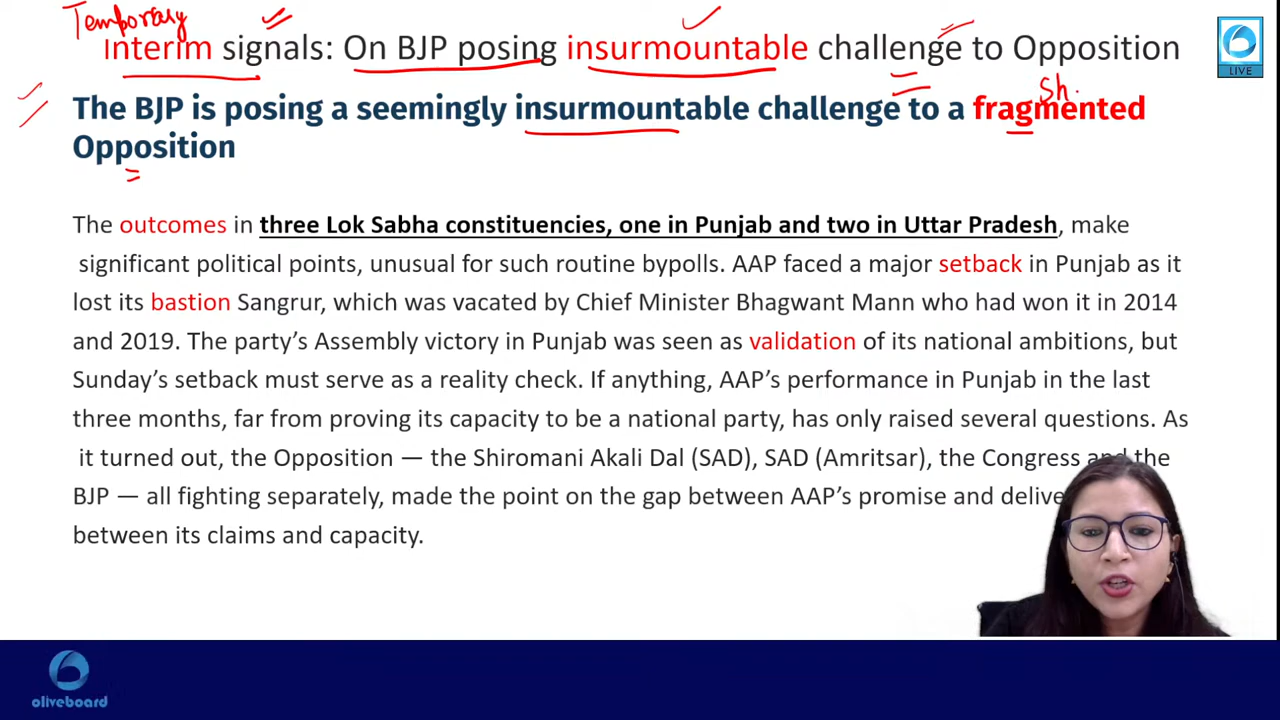 Temporary
Interim signals: On BJP posing insurmountable challenge to Opposition
LIVE
Sh.
The BJP is posing a seemingly insurmountable challenge to a fragmented
Opposition
The outcomes in three Lok Sabha constituencies, one in Punjab and two in Uttar Pradesh, make
significant political points, unusual for such routine bypolls. AAP faced a major setback in Punjab as it
lost its bastion Sangrur, which was vacated by Chief Minister Bhagwant Mann who had won it in 2014
and 2019. The party’s Assembly victory in Punjab was seen as validation of its national ambitions, but
Sunday’s setback must serve as a reality check. If anything, AAP’s performance in Punjab in the last
three months, far from proving its capacity to be a national party, has only raised several questions. As
it turned out, the Opposition — the Shiromani Akali Dal (SAD), SAD (Amritsar), the Congress and the
BJP — all fighting separately, made the point on the gap between AAP’s promise and
between its claims and capacity.
oliveboard